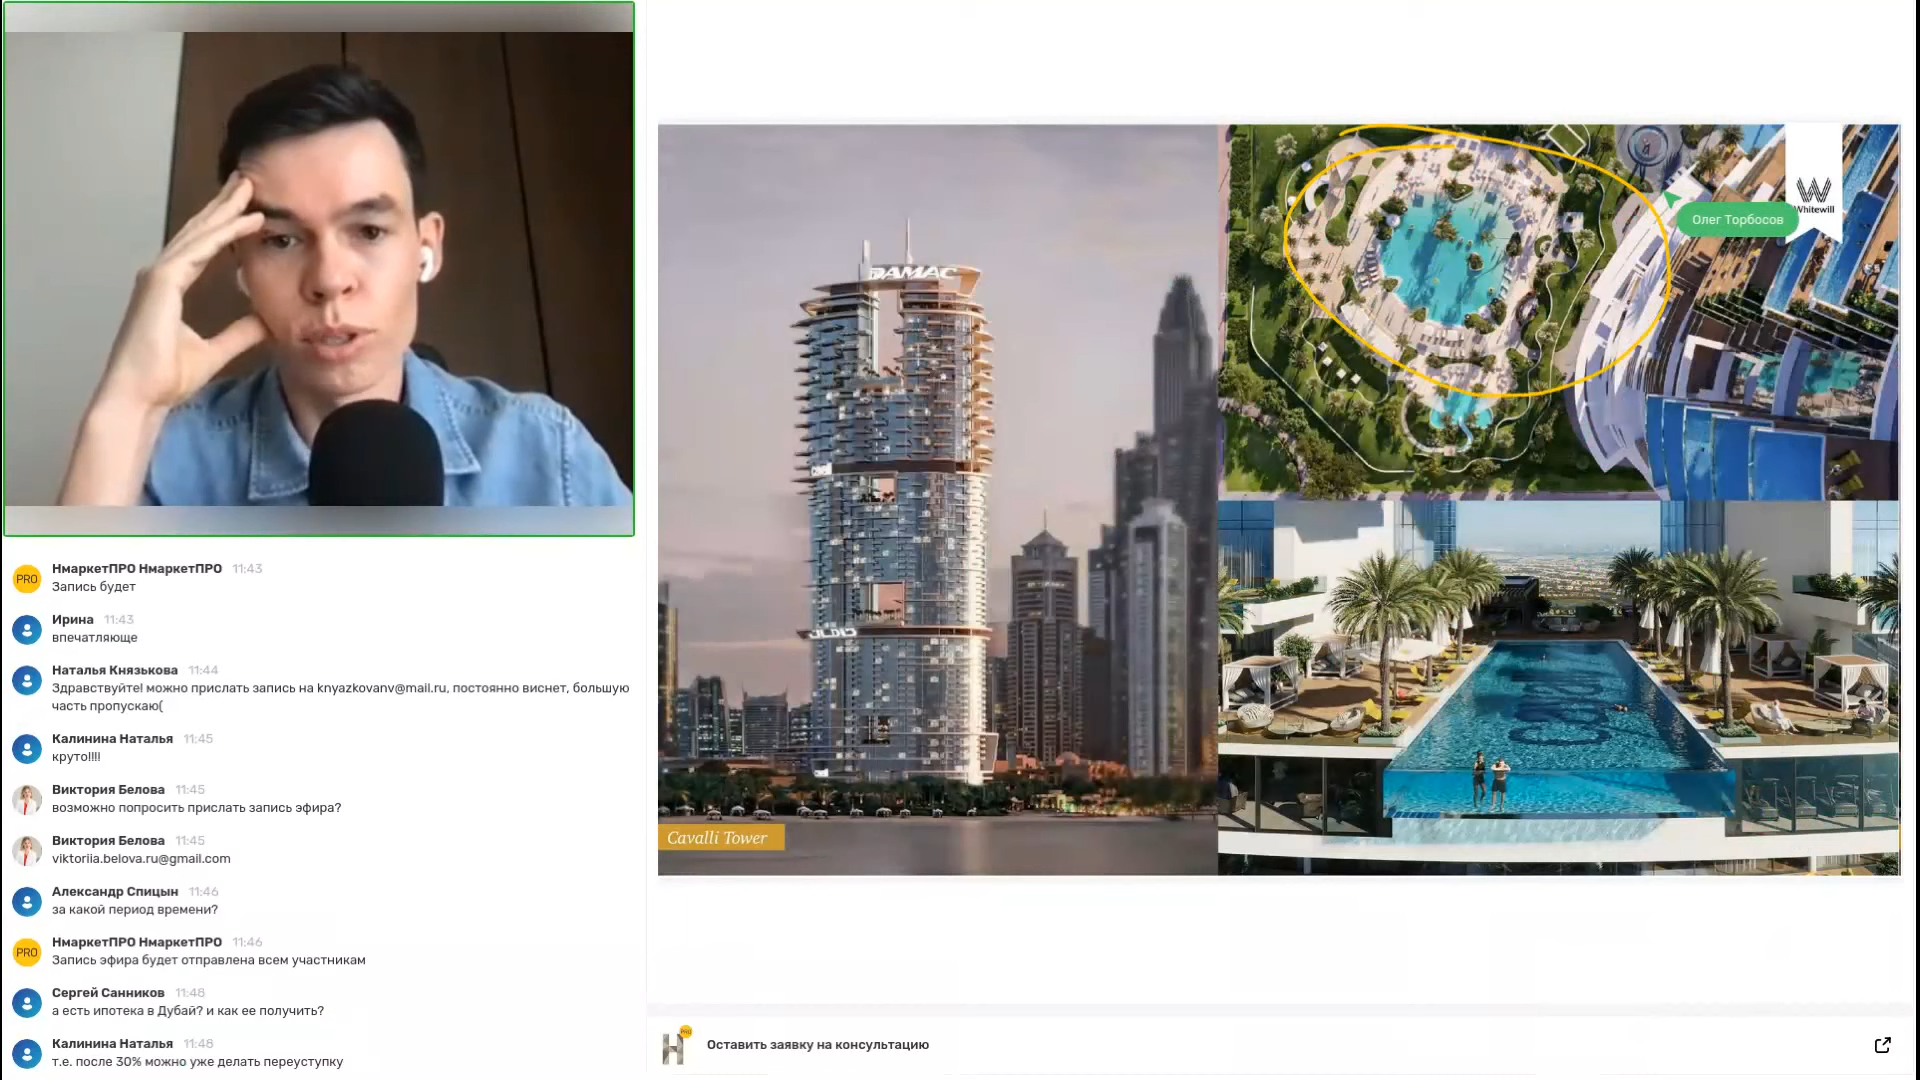 НмаркетПРО НмаркетПРО 11:43
Запись будет
Ирина 11:43
впечатляюще
Наталья Князькова 11:44
Здравствуйте! можно прислать запись на knyazkovanv@mail.ru, постоянно виснет, большую
часть пропускаю(
Калинина Наталья 11:45
круто!!!!
Виктория Белова 11:45
возможно попросить прислать запись эфира?
Виктория Белова 11:45
viktoriia.belova.ru@gmail.com
Александр Спицын 11:46
за какой период времени?
PRO
НмаркетПРО НмаркетПРО 11:46
Запись эфира будет отправлена всем участникам
Сергей Санников 11:48
а есть ипотека в Дубай? и как ее получить?
Калинина Наталья 11:48
т.е. после 30% можно уже делать переуступку
PRO
DAMAC
Cavalli Tower
Whitewill
Олег Торбосов
PRO
Оставить заявку на консультацию